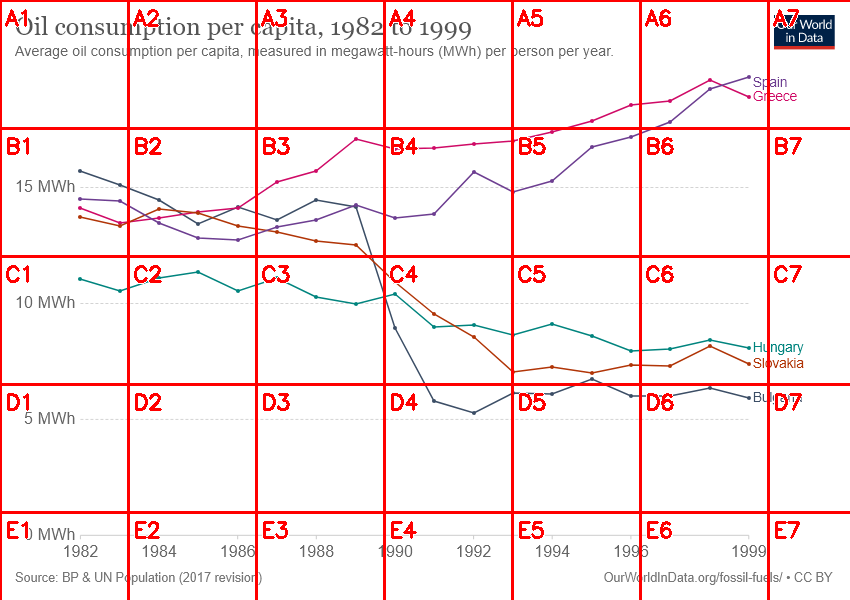 A1 A2 A3 A4 A5 A6 A7
Oil consumption per capita, 1982 to 1999
Our World
in Data
Average oil consumption per capita, measured in megawatt-hours (MWh) per person per year.
Spain
Greece
B1 B2 B3 B4 B5 B6 B7
15 MWh
C1 C2 C3 C4 C5 C6 C7
10 MWh
Hungary
Slovakia
D1 D2 D3 D4 D5 D6 D7
Bulgaria
5 MWh
E1 E2 E3 E4 E5 E6 E7
0 MWh
1982 1984 1986 1988 1990 1992 1994 1996 1999
Source: BP & UN Population (2017 revision)
OurWorldInData.org/fossil-fuels/ • CC BY